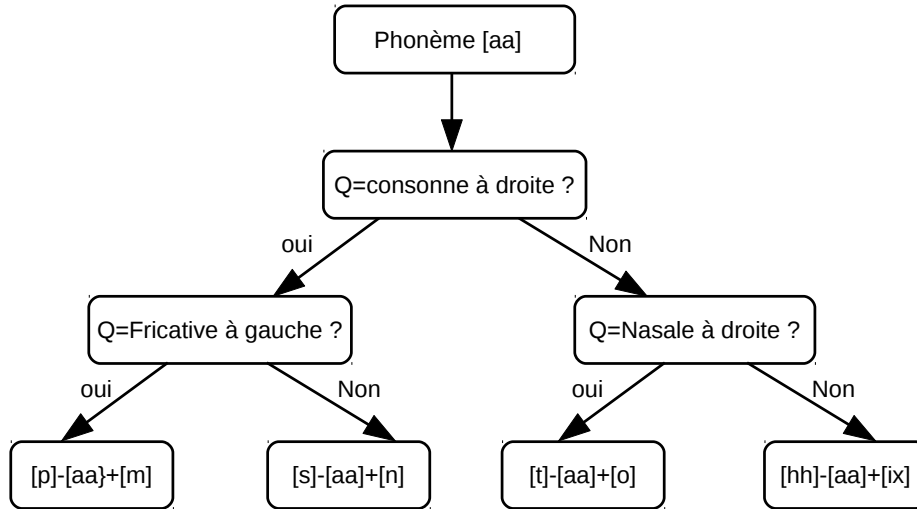 Phonème [aa]
Q=consonne à droite ?
oui
Non
Q=Fricative à gauche ?
Q=Nasale à droite ?
oui
Non
oui
Non
[p]-[aa}+[m]
[s]-[aa]+[n]
[t]-[aa]+[o]
[hh]-[aa]+[ix]